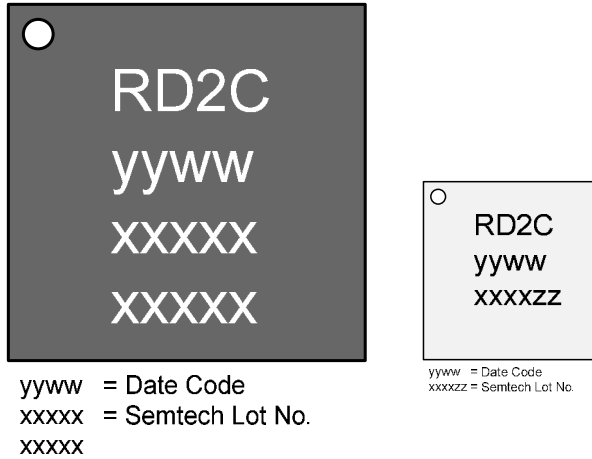 RD2C
yyww
xxxxx
xxxxx
yyww = Date Code
xxxxx = Semtech Lot No.
xxxxx
RD2C
yyww
xxxxzz
yyww = Date Code
xxxxzz = Semtech Lot No.